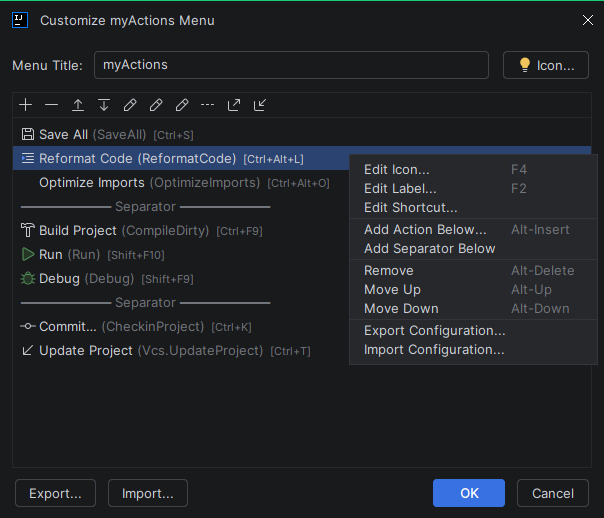 IJ Customize myActions Menu
Menu Title: myActions Icon...
Save All (SaveAll) [Ctrl+S]
Reformat Code (ReformatCode) [Ctrl+Alt+L]
Optimize Imports (OptimizeImports) [Ctrl+Alt+O]
Separator
Build Project (CompileDirty) [Ctrl+F9]
Run (Run) [Shift+F10]
Debug (Debug) [Shift+F9]
Separator
Commit... (CheckinProject) [Ctrl+K]
Update Project (Vcs.UpdateProject) [Ctrl+T]
Edit Icon... F4
Edit Label... F2
Edit Shortcut...
Add Action Below... Alt-Insert
Add Separator Below
Remove Alt-Delete
Move Up Alt-Up
Move Down Alt-Down
Export Configuration...
Import Configuration...
Export... Import... OK Cancel